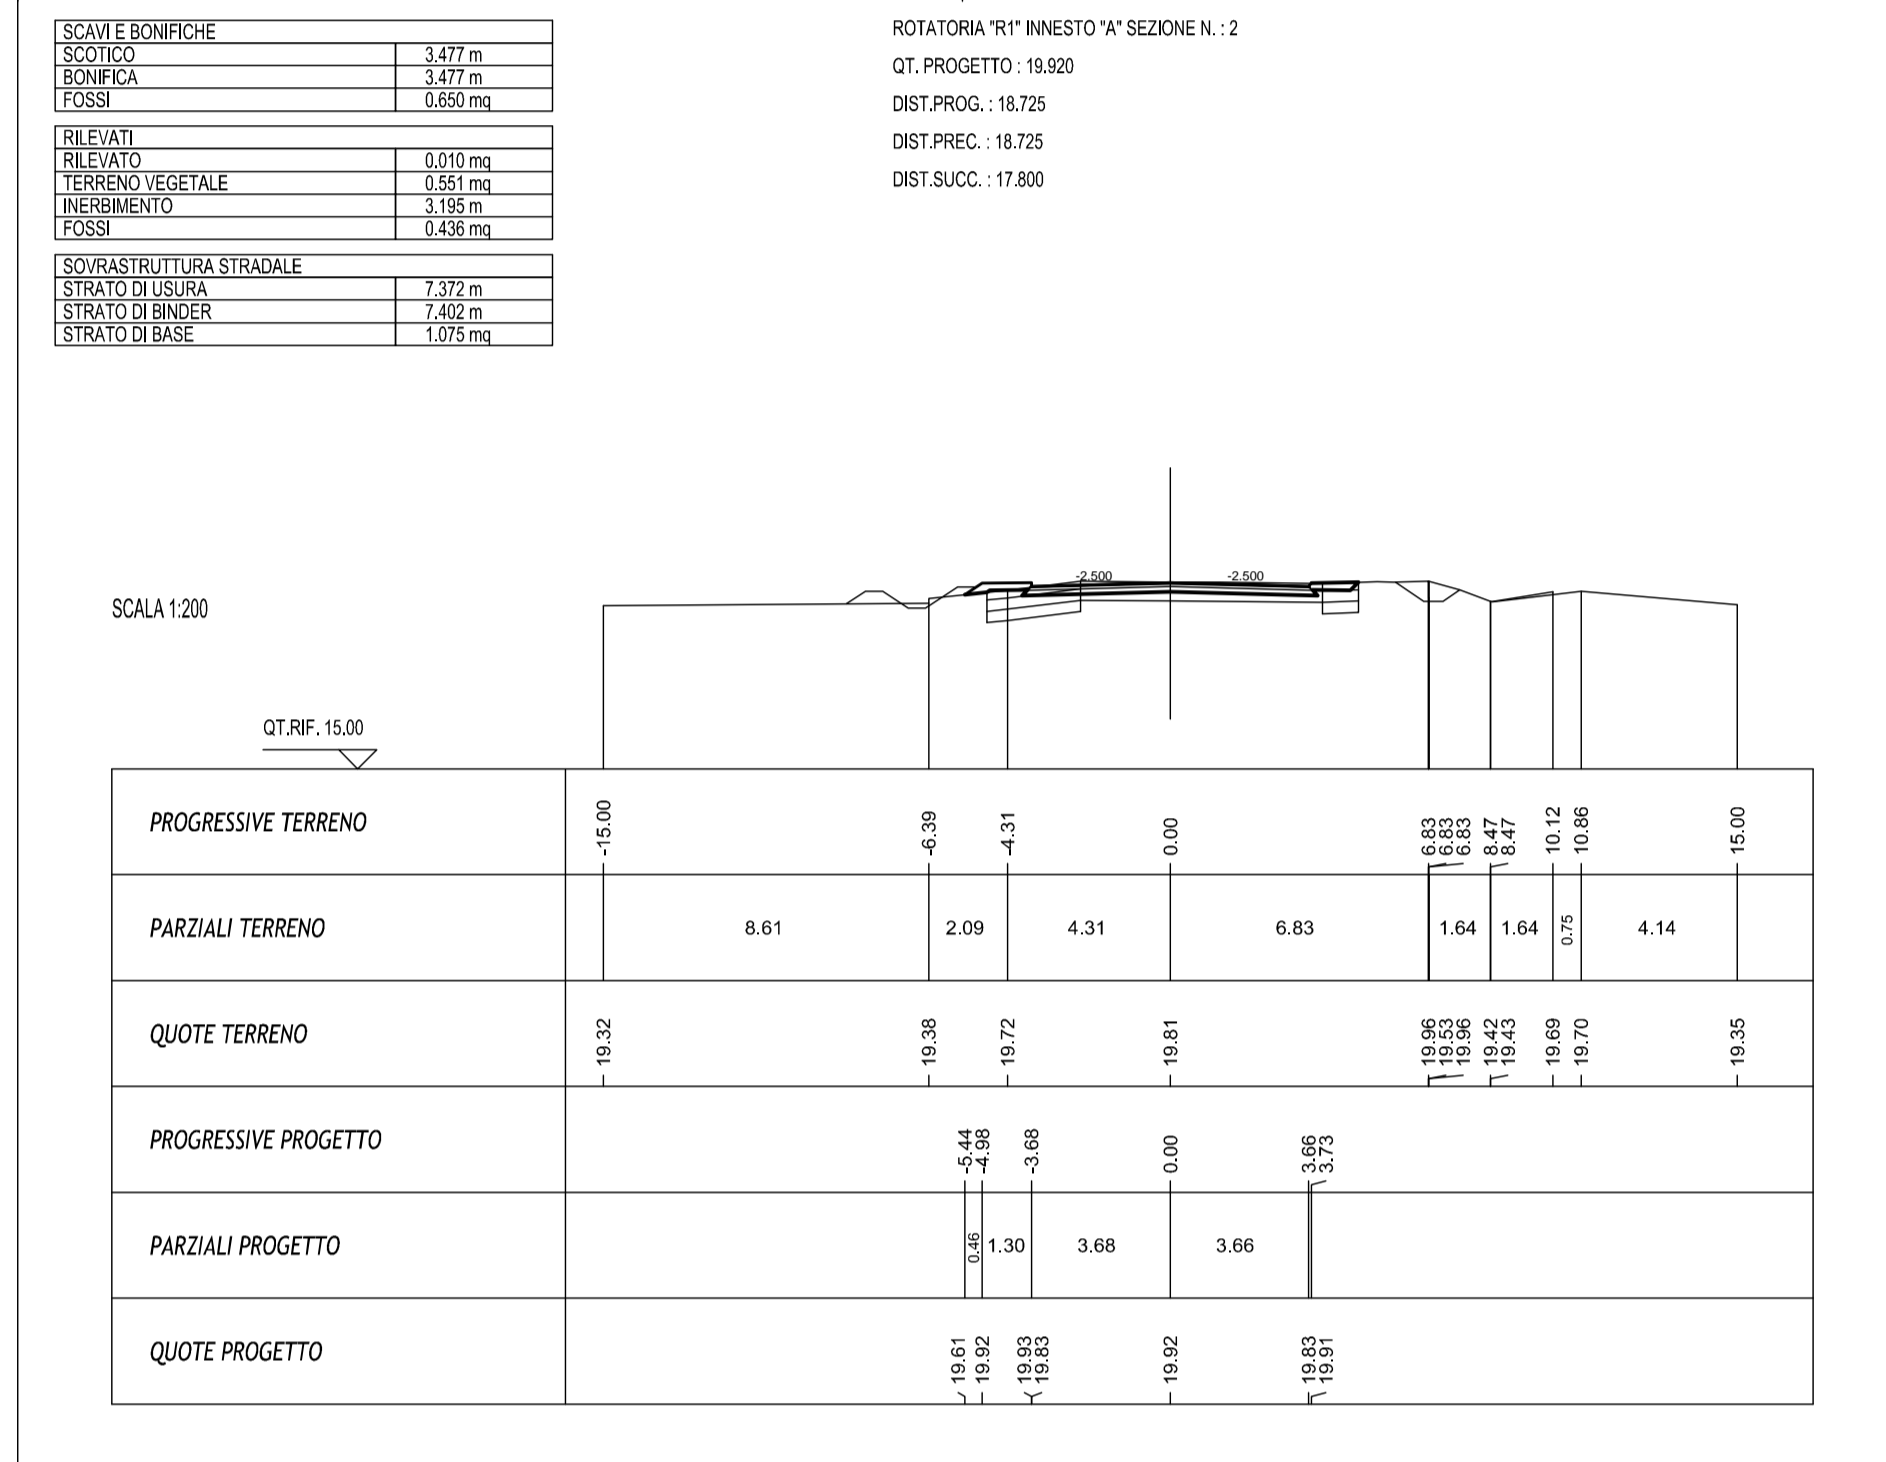 SCAVI E BONIFICHE
SCOTICO 3.477 m
BONIFICA 3.477 m
FOSSI 0.650 mq
RILEVATI
RILEVATO 0.010 mq
TERRENO VEGETALE 0.551 mq
INERBIMENTO 3.195 m
FOSSI 0.436 mq
SOVRASTRUTTURA STRADALE
STRATO DI USURA 7.372 m
STRATO DI BINDER 7.402 m
STRATO DI BASE 1.075 mq
ROTATORIA "R1" INNESTO "A" SEZIONE N. : 2
QT. PROGETTO : 19.920
DIST.PROG. : 18.725
DIST.PREC. : 18.725
DIST.SUCC. : 17.800
-2.500 -2.500
SCALA 1:200
QT.RIF. 15.00
PROGRESSIVE TERRENO -15.00 -6.39 -4.31 0.00 6.83 6.83 6.83 8.47 8.47 10.12 10.86 15.00
PARZIALI TERRENO 8.61 2.09 4.31 6.83 1.64 1.64 0.75 4.14
QUOTE TERRENO 19.32 19.38 19.72 19.81 19.96 19.53 19.96 19.42 19.43 19.69 19.70 19.35
PROGRESSIVE PROGETTO -5.44 -4.98 -3.68 0.00 3.66 3.73
PARZIALI PROGETTO 0.46 1.30 3.68 3.66
QUOTE PROGETTO 19.61 19.92 19.93 19.83 19.92 19.83 19.91